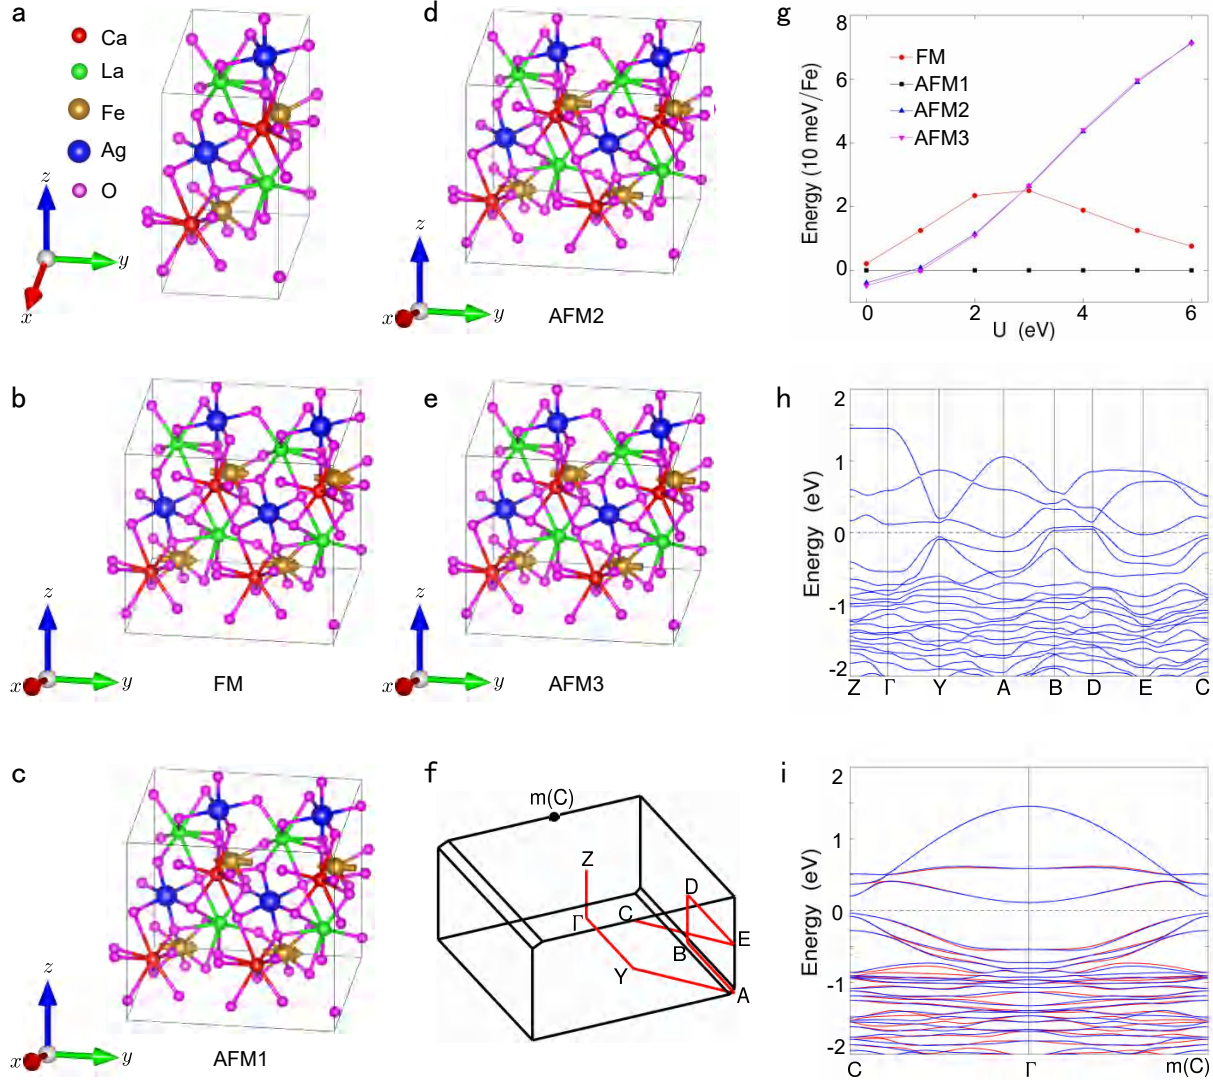 a
Ca
La
Fe
Ag
O
z
y
x
d
z
x
y
AFM2
g
Energy (10 meV/Fe)
8
6
4
2
0
FM
AFM1
AFM2
AFM3
0
2
4
6
U (eV)
b
z
x
y
FM
e
z
x
y
AFM3
h
Energy (eV)
2
1
0
-1
-2
Z Γ Y A B D E C
c
z
x
y
AFM1
f
m(C)
Z
Γ
C
D
E
B
Y
A
i
Energy (eV)
2
1
0
-1
-2
C Γ m(C)